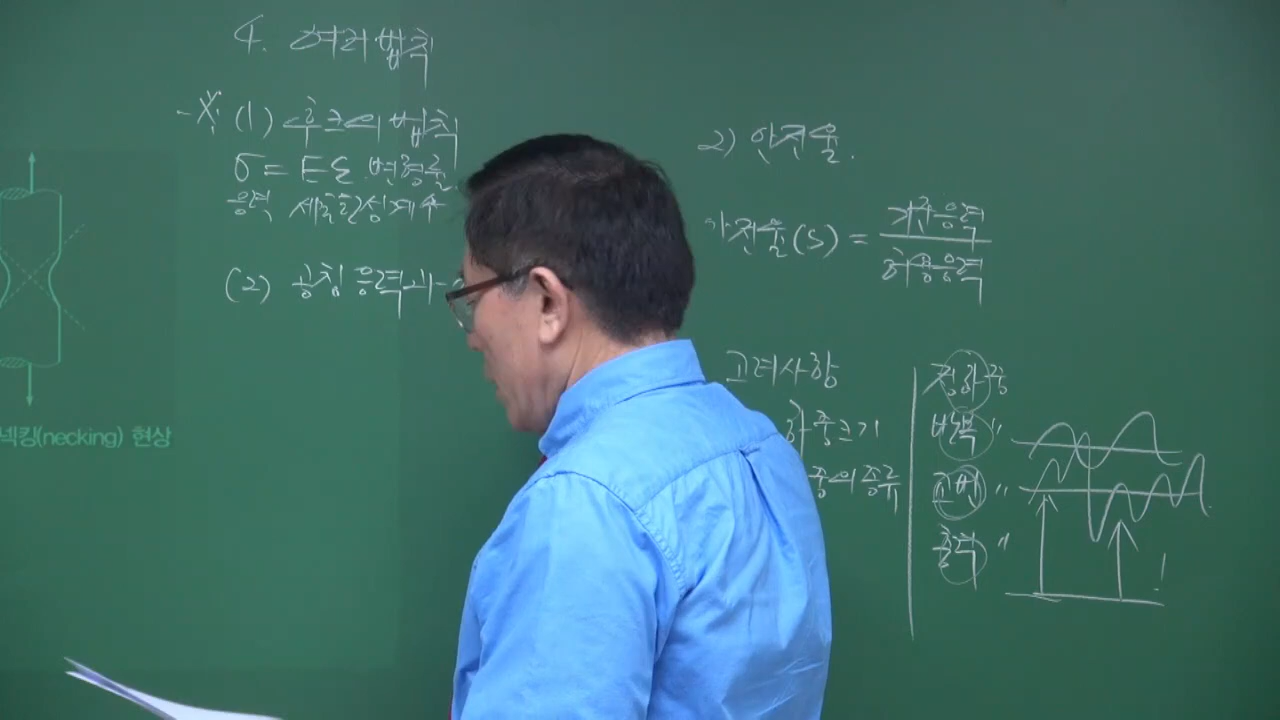 4. 여러 법칙
(1) 후크의 법칙
σ = Eε 변형률
응력 세로탄성계수
(2) 공칭응력과
넥킹(necking) 현상
2) 안전율.
안전율(S) = 기준응력 / 허용응력
고려사항
하중크기
중의 종류
정하중
반복 〃
교번 〃
충격 〃